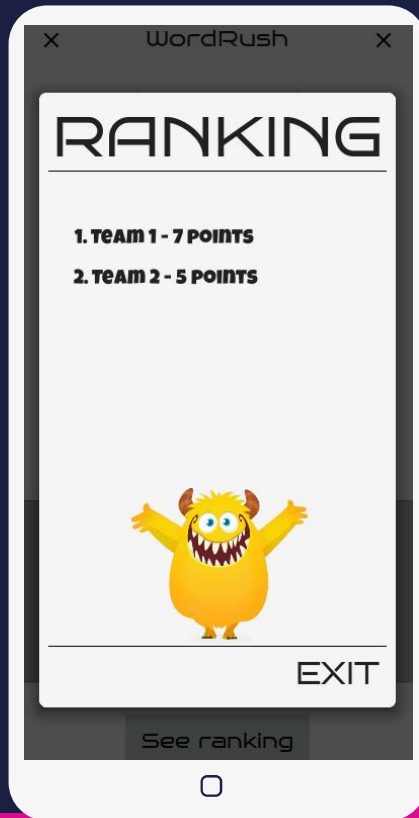 × WordRush ×
RANKING
1. Team 1 - 7 points
2. Team 2 - 5 points
EXIT
See ranking